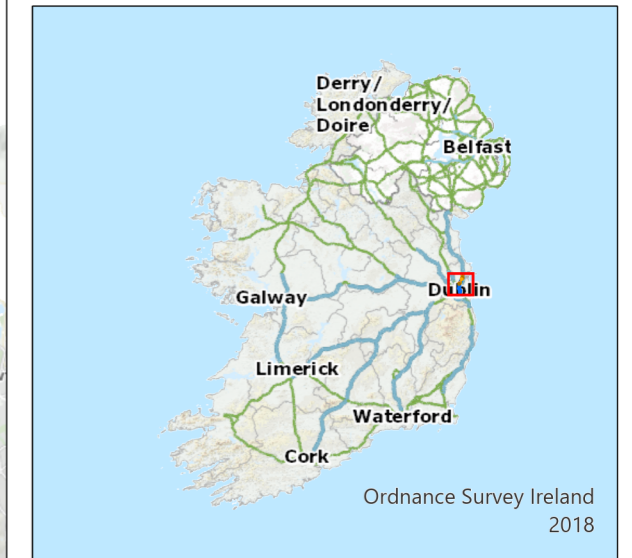 Derry/
Londonderry/
Doire
Belfast
Dublin
Galway
Limerick
Waterford
Cork
Ordnance Survey Ireland
2018